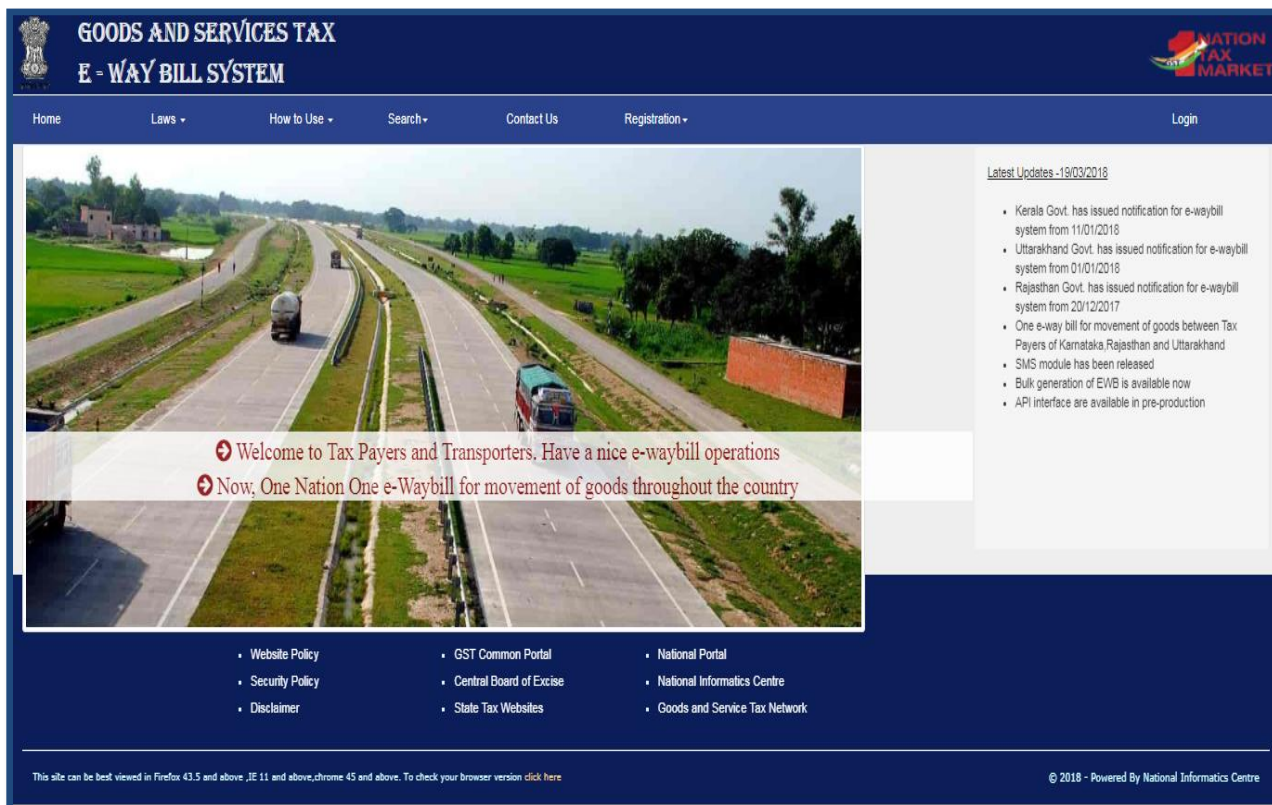 GOODS AND SERVICES TAX
E - WAY BILL SYSTEM
1 NATION
GST TAX
MARKET
Home
Laws
How to Use
Search
Contact Us
Registration
Login
Welcome to Tax Payers and Transporters. Have a nice e-waybill operations
Now, One Nation One e-Waybill for movement of goods throughout the country
Latest Updates -19/03/2018
Kerala Govt. has issued notification for e-waybill
system from 11/01/2018
Uttarakhand Govt. has issued notification for e-waybill
system from 01/01/2018
Rajasthan Govt. has issued notification for e-waybill
system from 20/12/2017
One e-way bill for movement of goods between Tax
Payers of Karnataka,Rajasthan and Uttarakhand
SMS module has been released
Bulk generation of EWB is available now
API interface are available in pre-production
Website Policy
Security Policy
Disclaimer
GST Common Portal
Central Board of Excise
State Tax Websites
National Portal
National Informatics Centre
Goods and Service Tax Network
This site can be best viewed in Firefox 43.5 and above ,IE 11 and above,chrome 45 and above. To check your browser version click here
© 2018 - Powered By National Informatics Centre